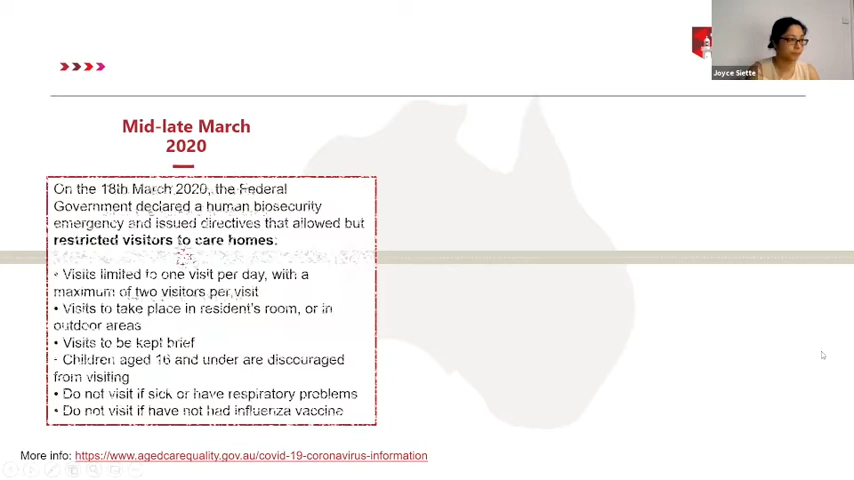 Joyce Siette
Mid-late March
2020
On the 18th March 2020, the Federal
Government declared a human biosecurity
emergency and issued directives that allowed but
restricted visitors to care homes:
• Visits limited to one visit per day, with a
maximum of two visitors per visit
• Visits to take place in resident's room, or in
outdoor areas
• Visits to be kept brief
• Children aged 16 and under are discouraged
from visiting
• Do not visit if sick or have respiratory problems
• Do not visit if have not had influenza vaccine
More info: https://www.agedcarequality.gov.au/covid-19-coronavirus-information